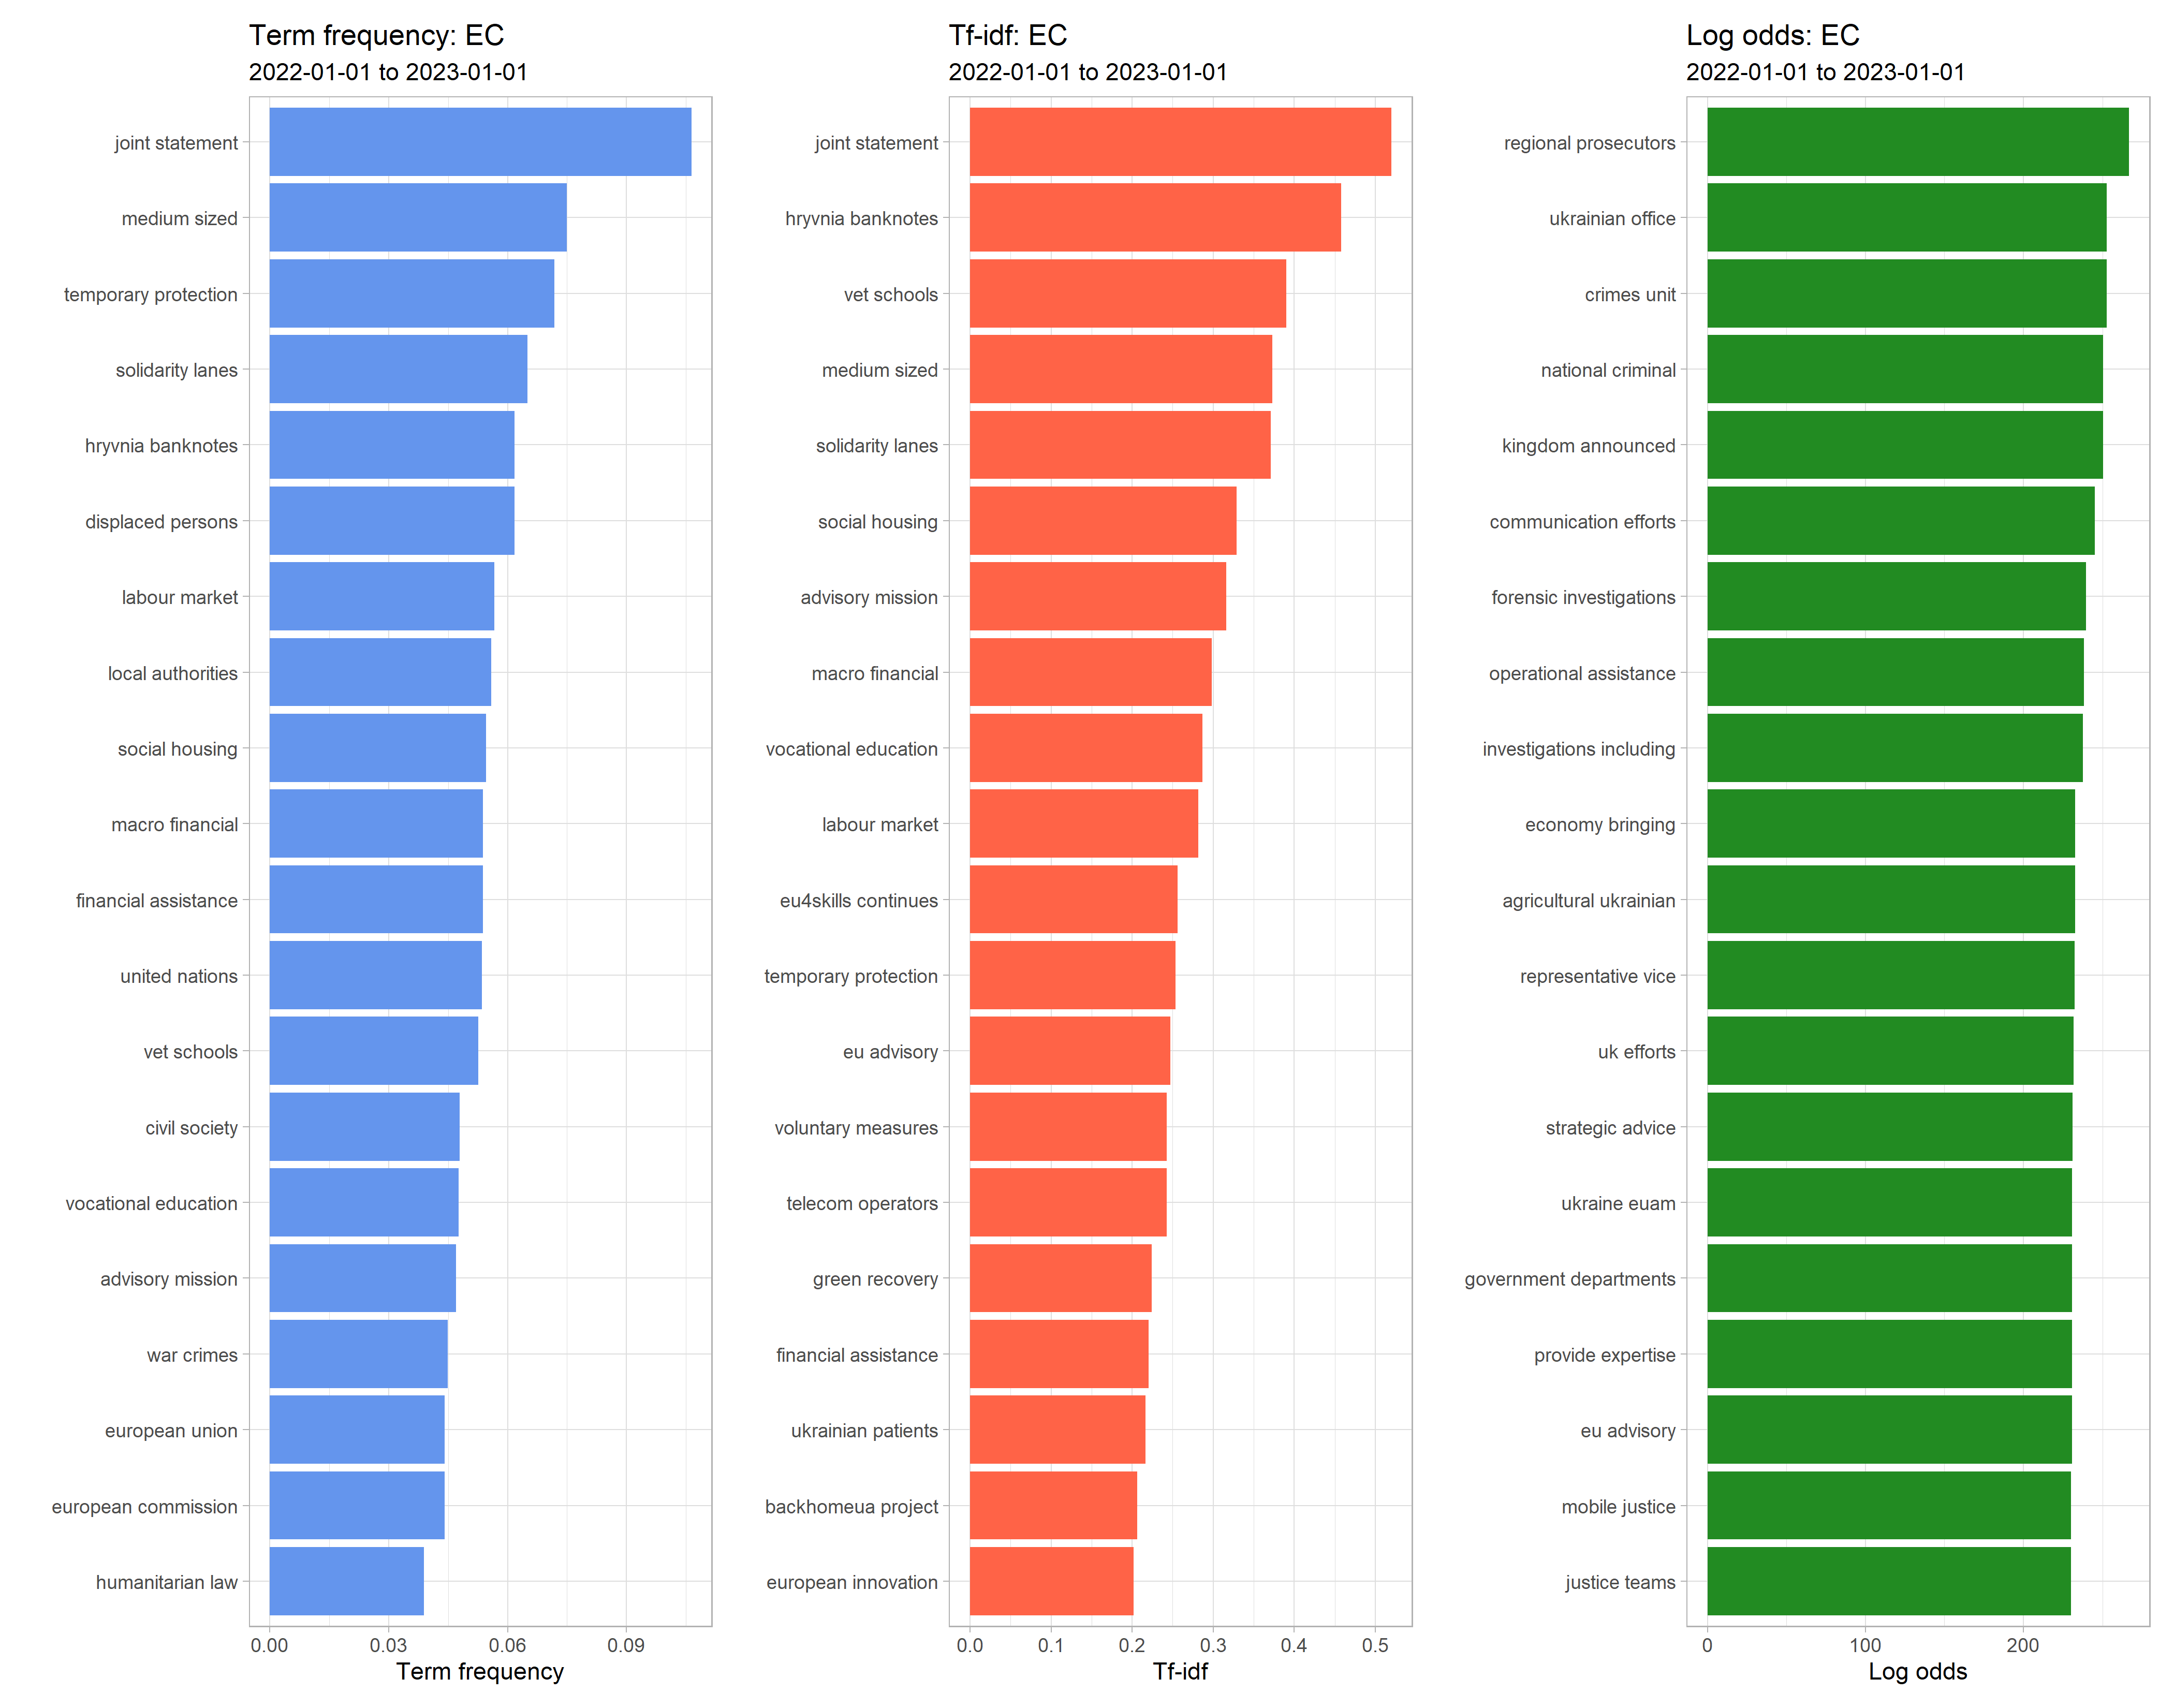 Term frequency: EC
2022-01-01 to 2023-01-01
joint statement
medium sized
temporary protection
solidarity lanes
hryvnia banknotes
displaced persons
labour market
local authorities
social housing
macro financial
financial assistance
united nations
vet schools
civil society
vocational education
advisory mission
war crimes
european union
european commission
humanitarian law
0.00 0.03 0.06 0.09
Term frequency
Tf-idf: EC
2022-01-01 to 2023-01-01
joint statement
hryvnia banknotes
vet schools
medium sized
solidarity lanes
social housing
advisory mission
macro financial
vocational education
labour market
eu4skills continues
temporary protection
eu advisory
voluntary measures
telecom operators
green recovery
financial assistance
ukrainian patients
backhomeua project
european innovation
0.0 0.1 0.2 0.3 0.4 0.5
Tf-idf
Log odds: EC
2022-01-01 to 2023-01-01
regional prosecutors
ukrainian office
crimes unit
national criminal
kingdom announced
communication efforts
forensic investigations
operational assistance
investigations including
economy bringing
agricultural ukrainian
representative vice
uk efforts
strategic advice
ukraine euam
government departments
provide expertise
eu advisory
mobile justice
justice teams
0 100 200
Log odds